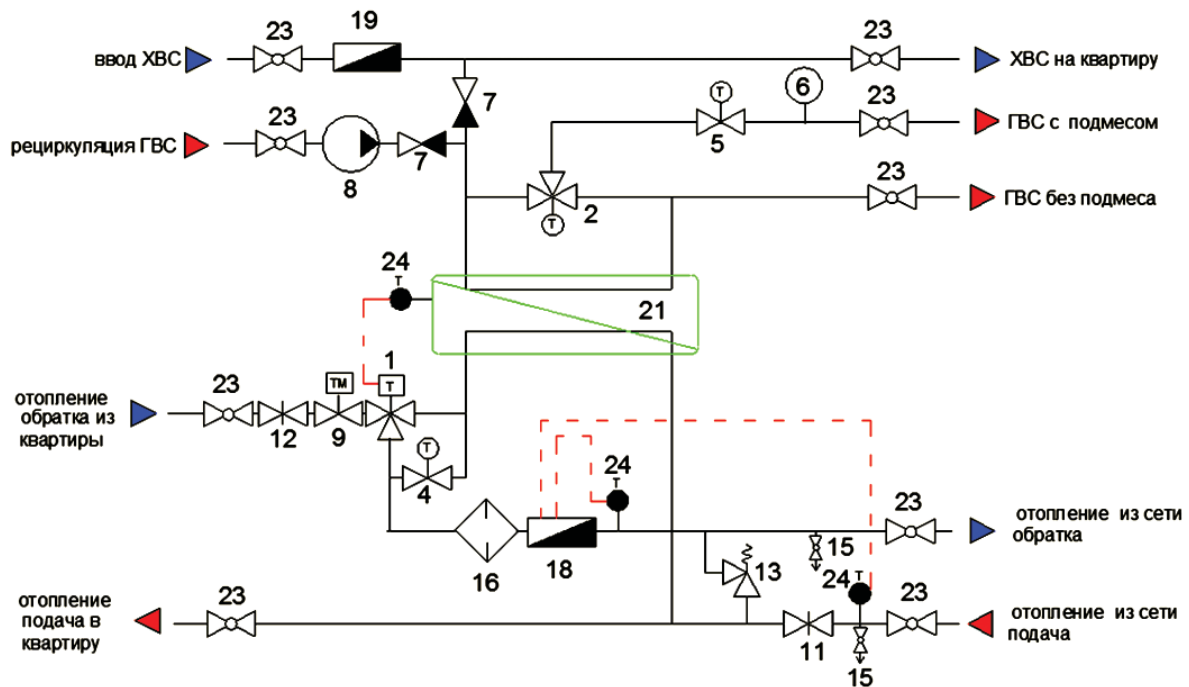 23
19
23
ввод ХВС
ХВС на квартиру
7
Т
6
23
5
ГВС с подмесом
23
рециркуляция ГВС
7
8
23
2
Т
ГВС без подмеса
24
Т
21
1
Т
ТМ
23
отопление
обратка из
квартиры
12
9
Т
4
24
Т
23
отопление из сети
обратка
16
18
13
15
24
Т
23
отопление
подача в
квартиру
23
11
15
отопление из сети
подача